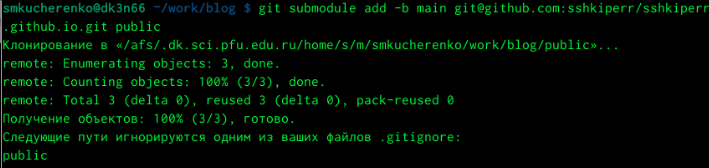 smkucherenko@dk3n66 ~/work/blog $ git submodule add -b main git@github.com:sshkiperr/sshkiperr
.github.io.git public
Клонирование в «/afs/.dk.sci.pfu.edu.ru/home/s/m/smkucherenko/work/blog/public»...
remote: Enumerating objects: 3, done.
remote: Counting objects: 100% (3/3), done.
remote: Total 3 (delta 0), reused 3 (delta 0), pack-reused 0
Получение объектов: 100% (3/3), готово.
Следующие пути игнорируются одним из ваших файлов .gitignore:
public